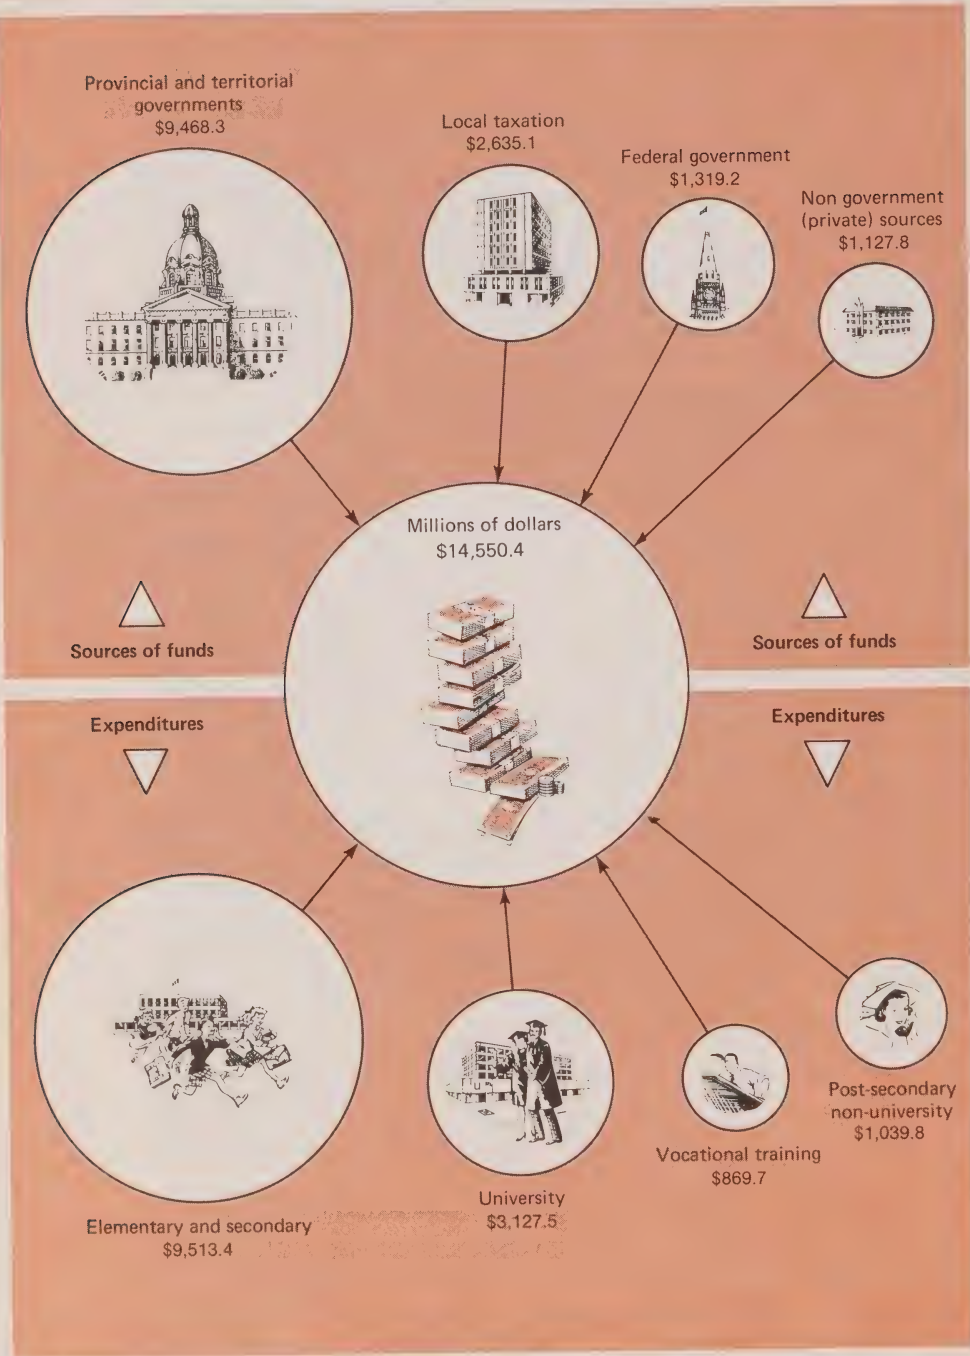 Provincial and territorial
governments
$9,468.3
Local taxation
$2,635.1
Federal government
$1,319.2
Non government
(private) sources
$1,127.8
Millions of dollars
$14,550.4
Sources of funds
Sources of funds
Expenditures
Expenditures
Elementary and secondary
$9,513.4
University
$3,127.5
Vocational training
$869.7
Post-secondary
non-university
$1,039.8